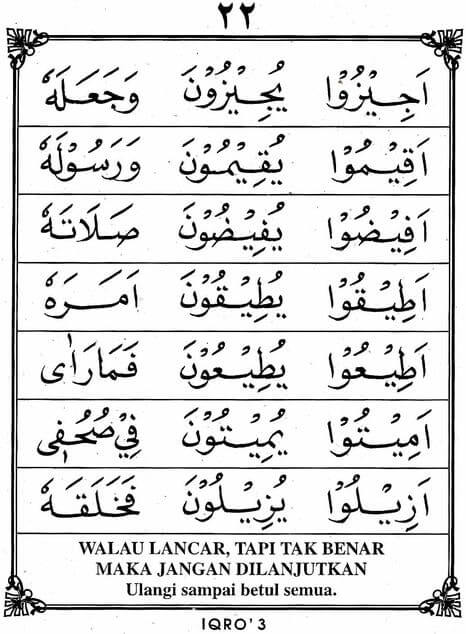 ٢٢
اَجِيْزُوْا يُجِيْزُوْنَ وَجَعَلَهٗ
اَقِيْمُوْا يُقِيْمُوْنَ وَرَسُوْلَهٗ
اَفِيْضُوْا يُفِيْضُوْنَ صَلَاتَهٗ
اَطِيْقُوْا يُطِيْقُوْنَ اَمَرَهٗ
اَطِيْعُوْا يُطِيْعُوْنَ فَمَارَاٰى
اَمِيْتُوْا يُمِيْتُوْنَ فِيْ صُحُفِى
اَزِيْلُوْا يُزِيْلُوْنَ فَخَلَقَهٗ
WALAU LANCAR, TAPI TAK BENAR
MAKA JANGAN DILANJUTKAN
Ulangi sampai betul semua.
IQRO' 3